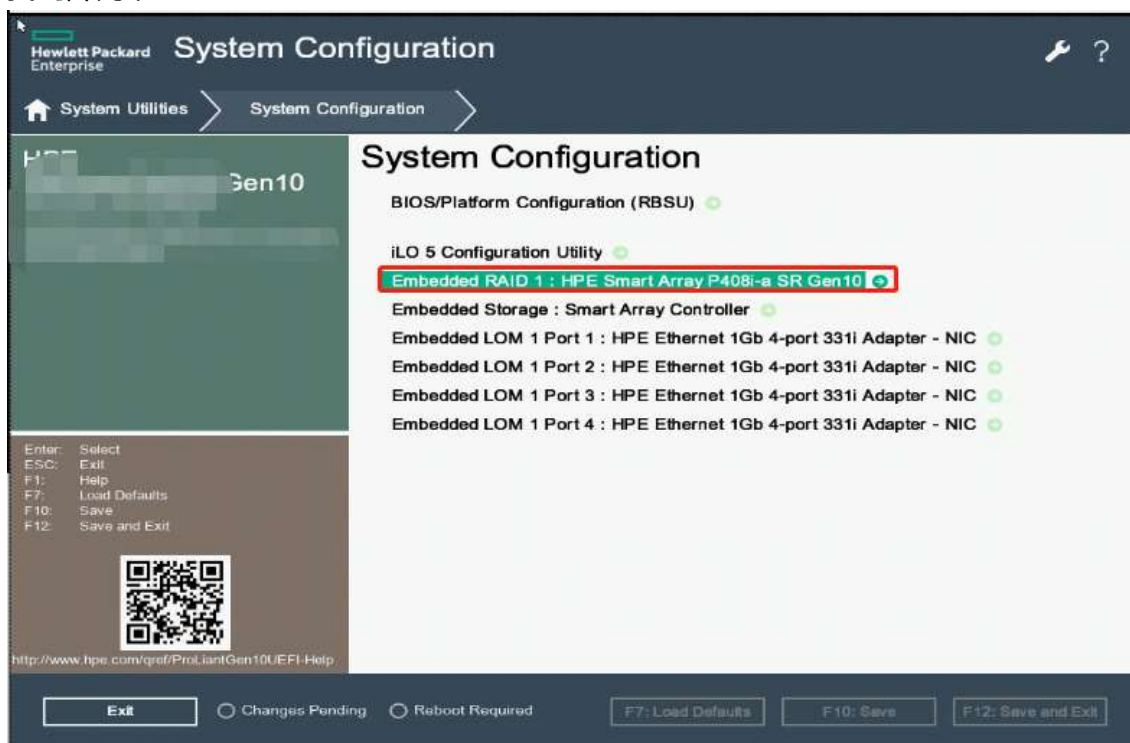 Hewlett Packard
Enterprise
System Configuration
?
System Utilities
System Configuration
Gen10
System Configuration
BIOS/Platform Configuration (RBSU)
iLO 5 Configuration Utility
Embedded RAID 1 : HPE Smart Array P408i-a SR Gen10
Embedded Storage : Smart Array Controller
Embedded LOM 1 Port 1 : HPE Ethernet 1Gb 4-port 331i Adapter - NIC
Embedded LOM 1 Port 2 : HPE Ethernet 1Gb 4-port 331i Adapter - NIC
Embedded LOM 1 Port 3 : HPE Ethernet 1Gb 4-port 331i Adapter - NIC
Embedded LOM 1 Port 4 : HPE Ethernet 1Gb 4-port 331i Adapter - NIC
Enter: Select
ESC: Exit
F1: Help
F7: Load Defaults
F10: Save
F12: Save and Exit
http://www.hpe.com/qref/ProLiantGen10UEFI-Help
Exit
Changes Pending
Reboot Required
F7: Load Defaults
F10: Save
F12: Save and Exit